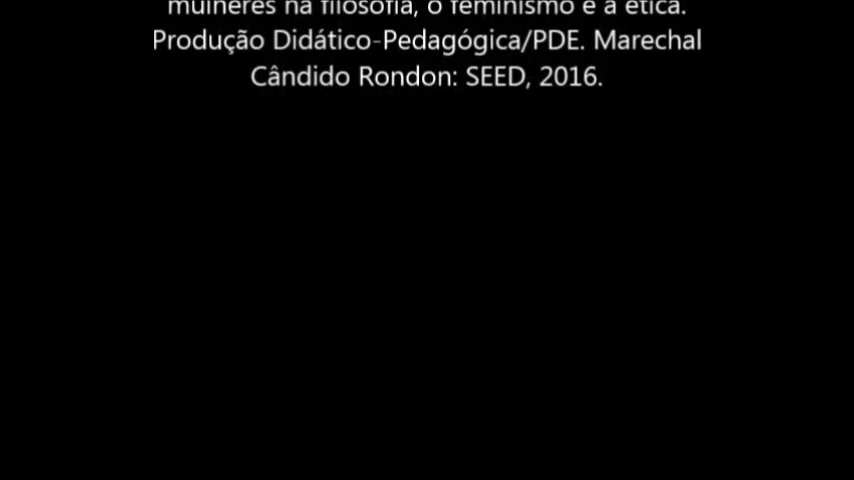 mulheres na filosofia, o feminismo e a ética.
Produção Didático-Pedagógica/PDE. Marechal
Cândido Rondon: SEED, 2016.